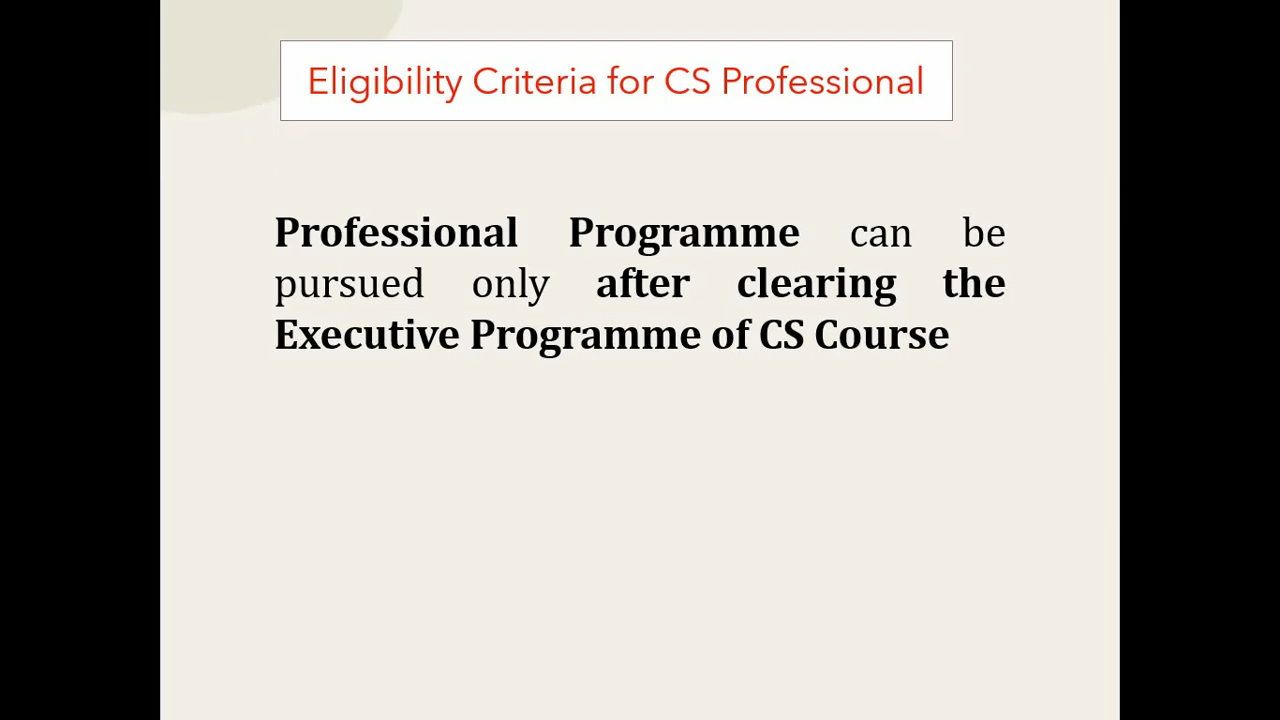 Eligibility Criteria for CS Professional
Professional Programme can be
pursued only after clearing the
Executive Programme of CS Course